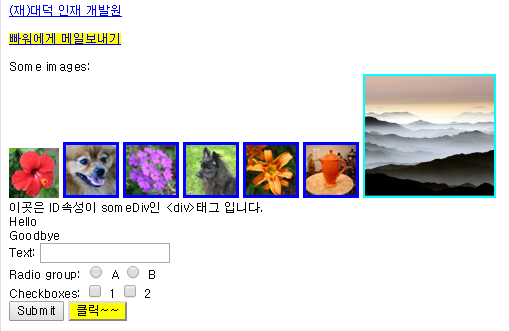 (재)대덕 인재 개발원
빠워에게 메일보내기
Some images:
이곳은 ID속성이 someDiv인 <div>태그 입니다.
Hello
Goodbye
Text:
Radio group: A B
Checkboxes: 1 2
Submit 클릭~~